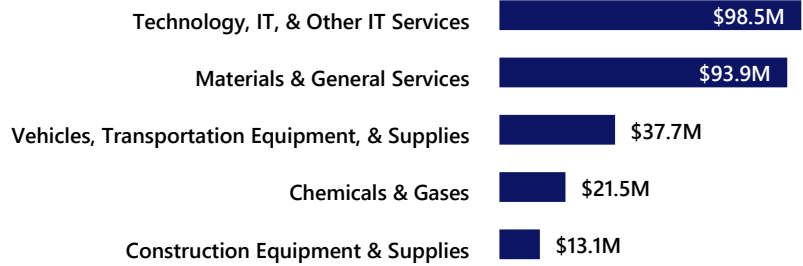 Technology, IT, & Other IT Services $98.5M
Materials & General Services $93.9M
Vehicles, Transportation Equipment, & Supplies $37.7M
Chemicals & Gases $21.5M
Construction Equipment & Supplies $13.1M